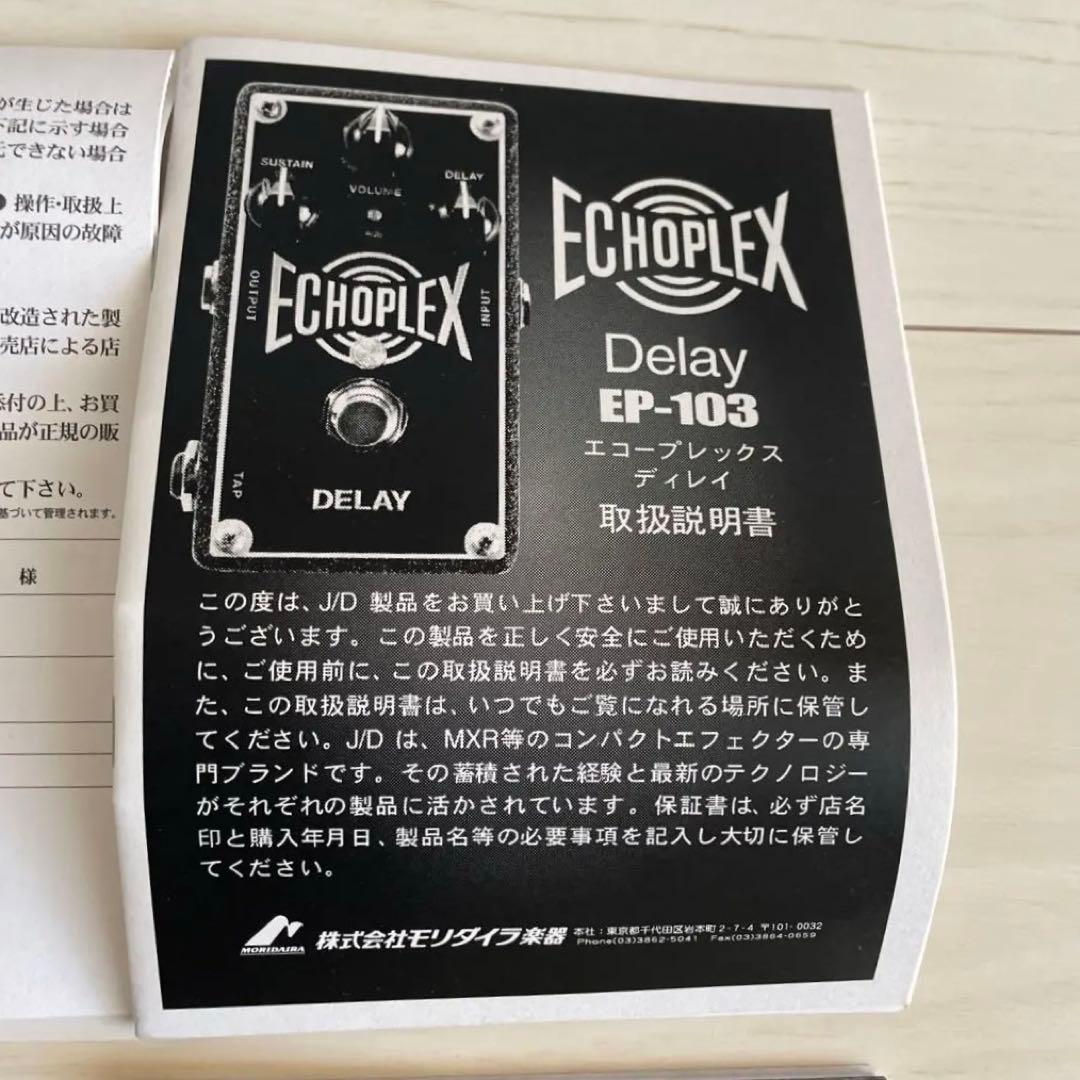 が生じた場合は
下記に示す場合
元できない場合
● 操作・取扱上
が原因の故障
改造された製
売店による店
添付の上、お買
品が正規の販
て下さい。
基づいて管理されます。
様
SUSTAIN
VOLUME
DELAY
OUTPUT
INPUT
ECHOPLEX
TAP
DELAY
ECHOPLEX
Delay
EP-103
エコープレックス
ディレイ
取扱説明書
この度は、J/D 製品をお買い上げ下さいまして誠にありがと
うございます。この製品を正しく安全にご使用いただくため
に、ご使用前に、この取扱説明書を必ずお読みください。ま
た、この取扱説明書は、いつでもご覧になれる場所に保管し
てください。J/D は、MXR等のコンパクトエフェクターの専
門ブランドです。その蓄積された経験と最新のテクノロジー
がそれぞれの製品に活かされています。保証書は、必ず店名
印と購入年月日、製品名等の必要事項を記入し大切に保管し
てください。
MORIDAIRA
株式会社モリダイラ楽器
本社：東京都千代田区岩本町2-7-4 〒101-0032
Phone(03)3862-5041 Fax(03)3864-0659